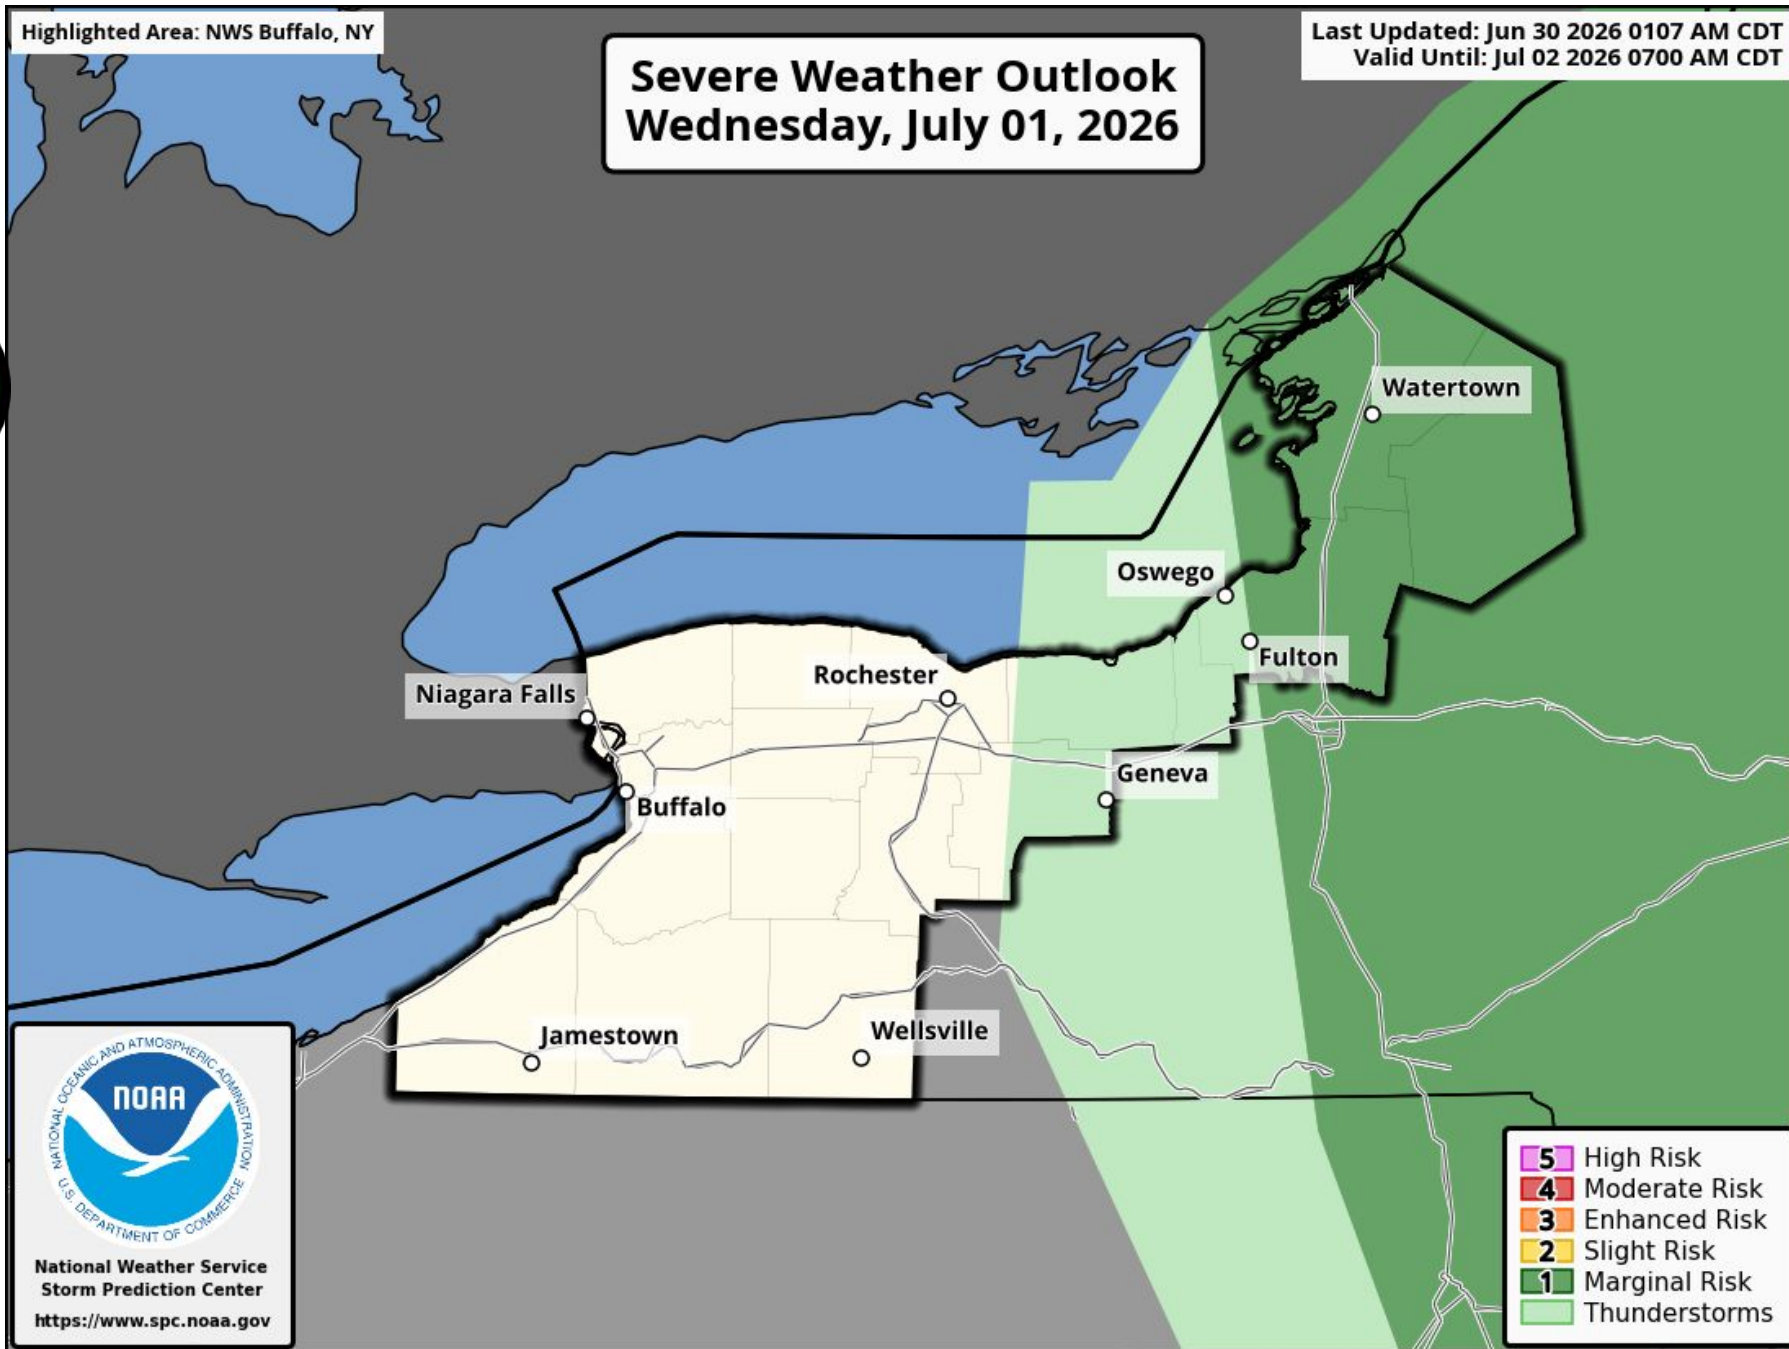 Highlighted Area: NWS Buffalo, NY
Last Updated: Jun 30 2026 0107 AM CDT
Valid Until: Jul 02 2026 0700 AM CDT
Severe Weather Outlook
Wednesday, July 01, 2026
Watertown
Oswego
Fulton
Rochester
Niagara Falls
Geneva
Buffalo
Jamestown
Wellsville
NATIONAL OCEANIC AND ATMOSPHERIC ADMINISTRATION
NOAA
U.S. DEPARTMENT OF COMMERCE
National Weather Service
Storm Prediction Center
https://www.spc.noaa.gov
5 High Risk
4 Moderate Risk
3 Enhanced Risk
2 Slight Risk
1 Marginal Risk
Thunderstorms